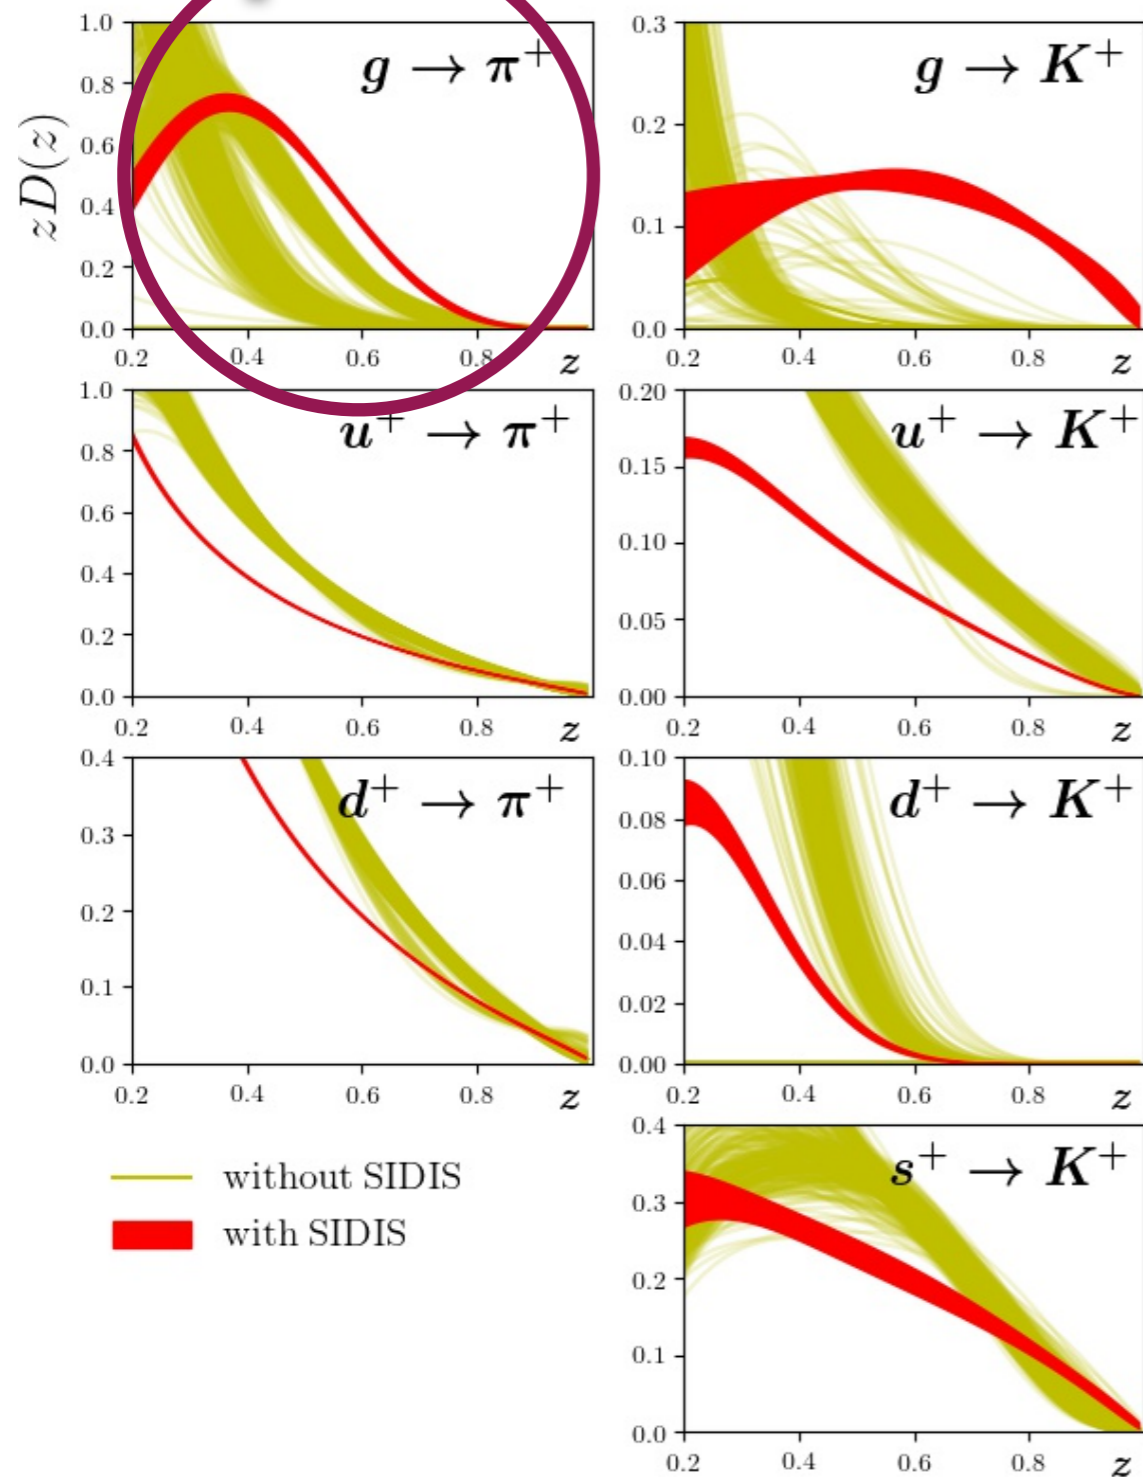 1.0
0.8
0.6
0.4
0.2
0.0
zD(z)
g → π⁺
0.2 0.4 0.6 0.8 z
0.3
0.2
0.1
0.0
g → K⁺
0.2 0.4 0.6 0.8 z
1.0
0.8
0.6
0.4
0.2
0.0
u⁺ → π⁺
0.2 0.4 0.6 0.8 z
0.20
0.15
0.10
0.05
0.00
u⁺ → K⁺
0.2 0.4 0.6 0.8 z
0.4
0.3
0.2
0.1
0.0
d⁺ → π⁺
0.2 0.4 0.6 0.8 z
0.10
0.08
0.06
0.04
0.02
0.00
d⁺ → K⁺
0.2 0.4 0.6 0.8 z
without SIDIS
with SIDIS
0.4
0.3
0.2
0.1
0.0
s⁺ → K⁺
0.2 0.4 0.6 0.8 z